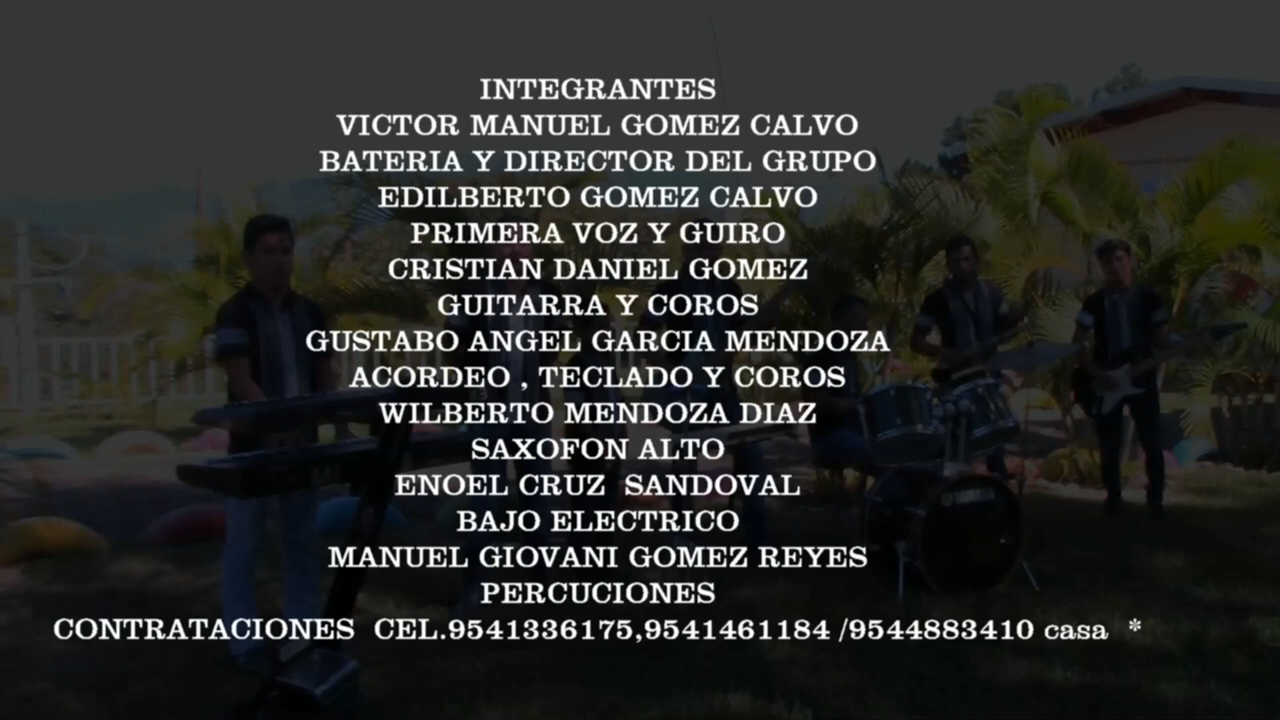 INTEGRANTES
VICTOR MANUEL GOMEZ CALVO
BATERIA Y DIRECTOR DEL GRUPO
EDILBERTO GOMEZ CALVO
PRIMERA VOZ Y GUIRO
CRISTIAN DANIEL GOMEZ
GUITARRA Y COROS
GUSTABO ANGEL GARCIA MENDOZA
ACORDEO , TECLADO Y COROS
WILBERTO MENDOZA DIAZ
SAXOFON ALTO
ENOEL CRUZ  SANDOVAL
BAJO ELECTRICO
MANUEL GIOVANI GOMEZ REYES
PERCUCIONES
CONTRATACIONES  CEL.9541336175,9541461184 /9544883410 casa  *